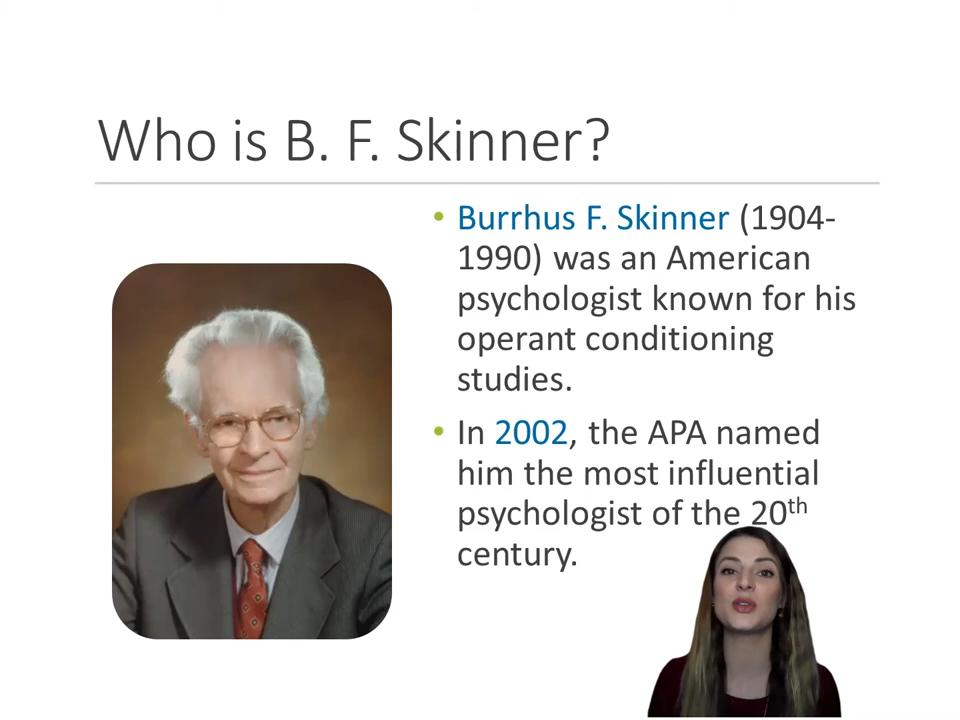 Who is B. F. Skinner?
• Burrhus F. Skinner (1904-
1990) was an American
psychologist known for his
operant conditioning
studies.
• In 2002, the APA named
him the most influential
psychologist of the 20th
century.